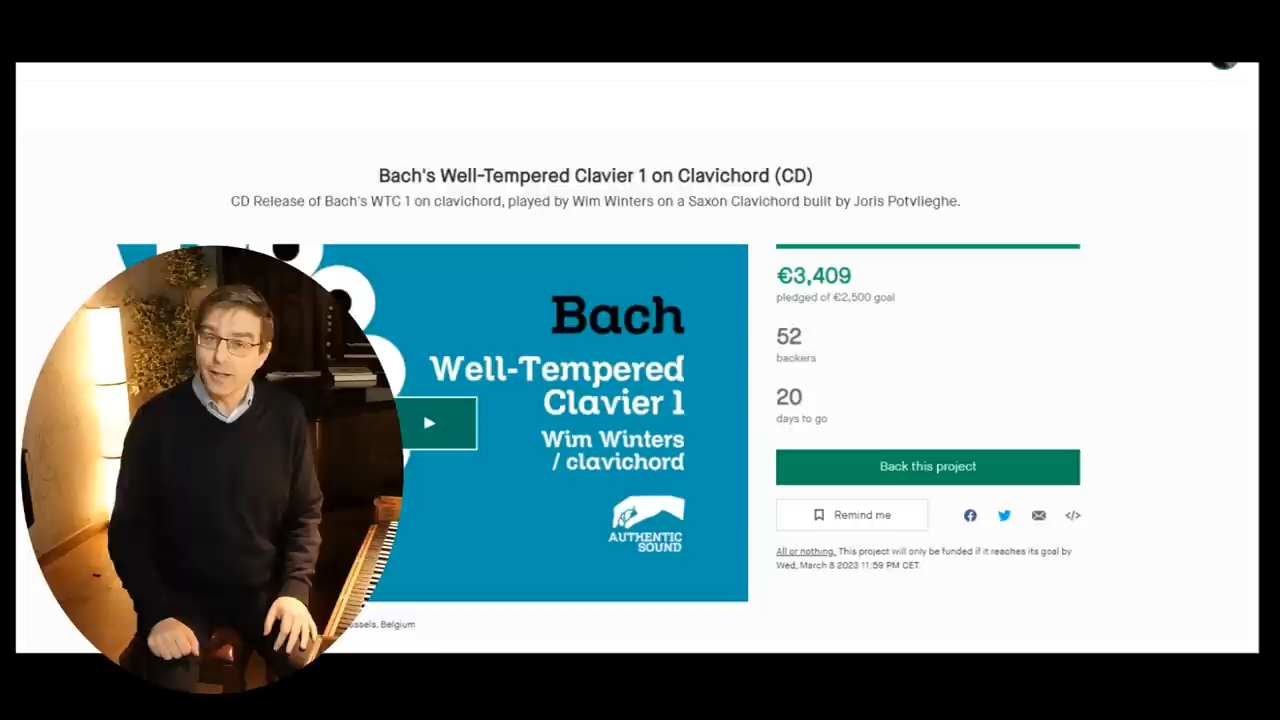 Bach's Well-Tempered Clavier 1 on Clavichord (CD)
CD Release of Bach's WTC 1 on clavichord, played by Wim Winters on a Saxon Clavichord built by Joris Potvlieghe.
Bach
Well-Tempered
Clavier 1
Wim Winters
/ clavichord
AUTHENTIC
SOUND
€3,409
pledged of €2,500 goal
52
backers
20
days to go
Back this project
Remind me
</>
All or nothing. This project will only be funded if it reaches its goal by
Wed, March 8 2023 11:59 PM CET.
Belgium